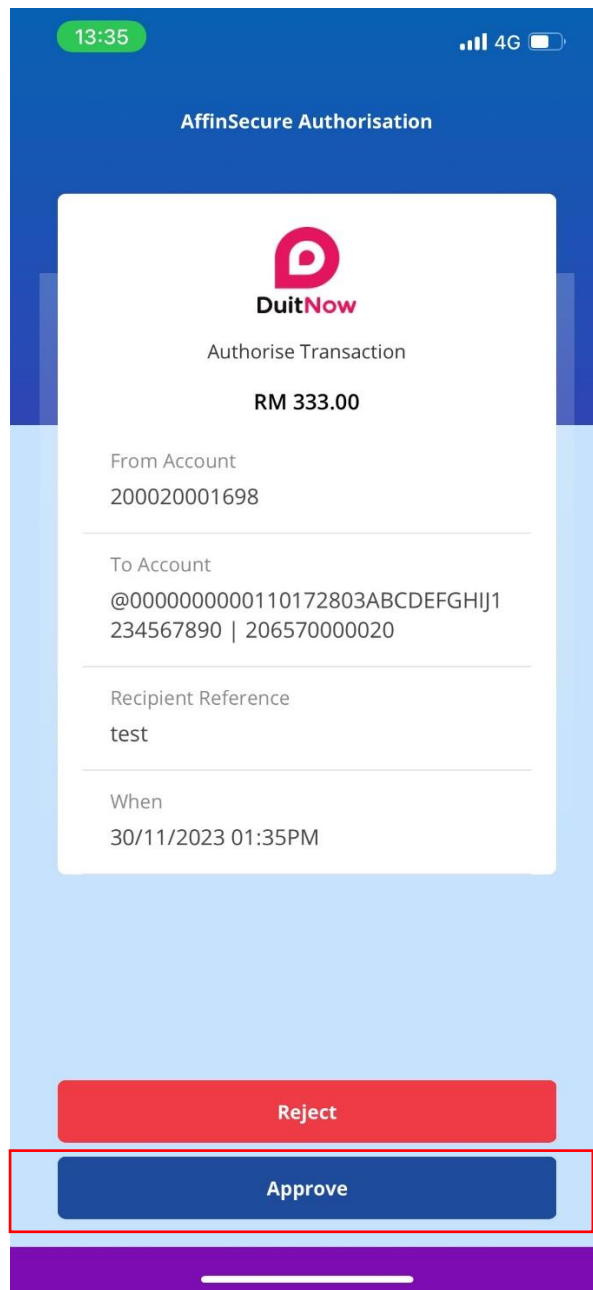 13:35 4G
AffinSecure Authorisation
DuitNow
Authorise Transaction
RM 333.00
From Account
200020001698
To Account
@0000000000110172803ABCDEFGHIJ1
234567890 | 206570000020
Recipient Reference
test
When
30/11/2023 01:35PM
Reject
Approve